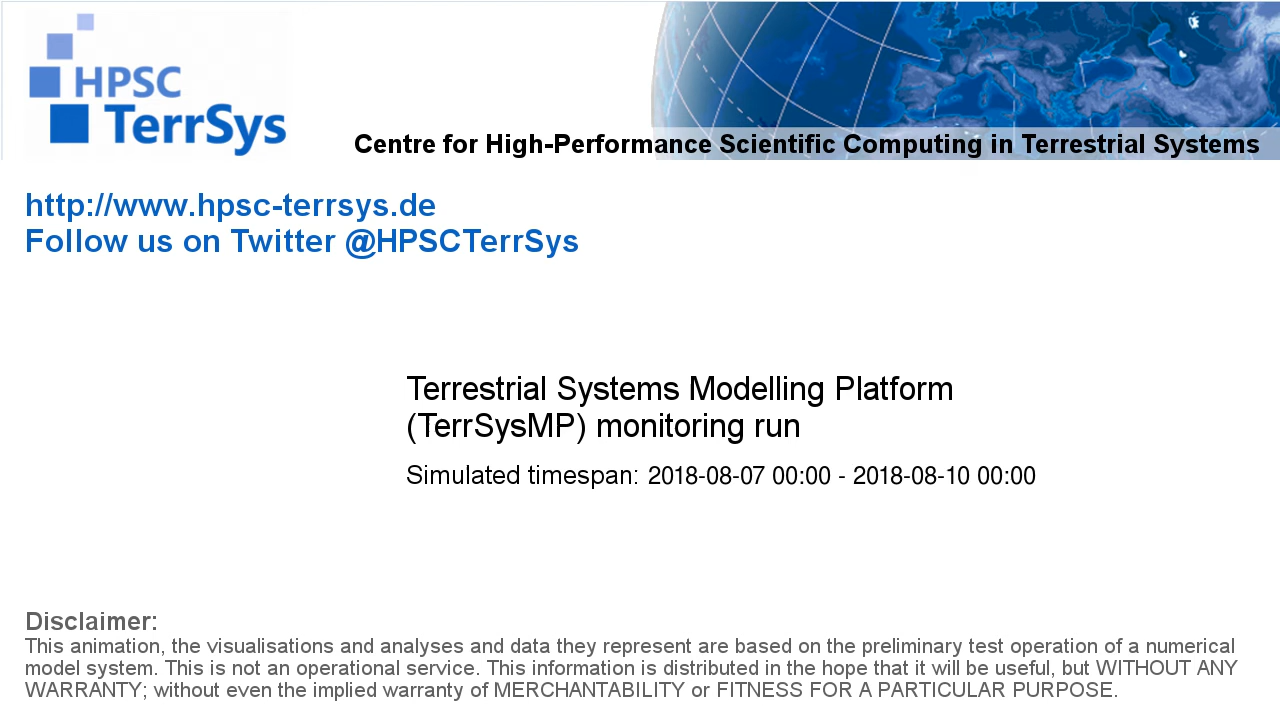 HPSC
TerrSys
Centre for High-Performance Scientific Computing in Terrestrial Systems
http://www.hpsc-terrsys.de
Follow us on Twitter @HPSCTerrSys
Terrestrial Systems Modelling Platform
(TerrSysMP) monitoring run
Simulated timespan: 2018-08-07 00:00 - 2018-08-10 00:00
Disclaimer:
This animation, the visualisations and analyses and data they represent are based on the preliminary test operation of a numerical
model system. This is not an operational service. This information is distributed in the hope that it will be useful, but WITHOUT ANY
WARRANTY; without even the implied warranty of MERCHANTABILITY or FITNESS FOR A PARTICULAR PURPOSE.